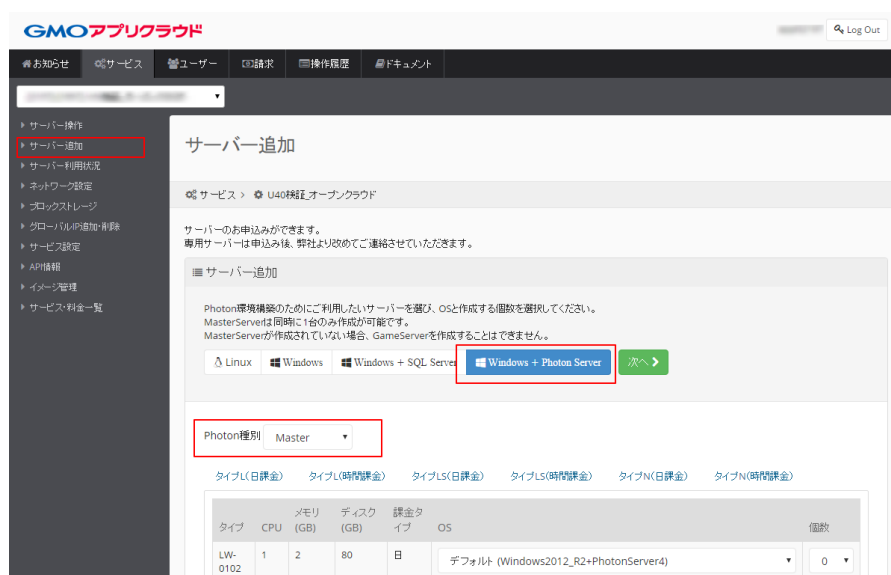 GMOアプリクラウド
Log Out
お知らせ サービス ユーザー 請求 操作履歴 ドキュメント
サーバー操作
サーバー追加
サーバー利用状況
ネットワーク設定
ブロックストレージ
グローバルIP追加・削除
サービス設定
API情報
イメージ管理
サービス・料金一覧
サーバー追加
サービス > U40検証_オープンクラウド
サーバーのお申込みができます。
専用サーバーは申込み後、弊社より改めてご連絡させていただきます。
サーバー追加
Photon環境構築のためにご利用したいサーバーを選び、OSと作成する個数を選択してください。
MasterServerは同時に1台のみ作成が可能です。
MasterServerが作成されていない場合、GameServerを作成することはできません。
Linux Windows Windows + SQL Server Windows + Photon Server 次へ
Photon種別 Master
タイプL(日課金) タイプL(時間課金) タイプLS(日課金) タイプLS(時間課金) タイプN(日課金) タイプN(時間課金)
タイプ CPU メモリ(GB) ディスク(GB) 課金タイプ OS 個数
LW-0102 1 2 80 日 デフォルト (Windows2012_R2+PhotonServer4) 0